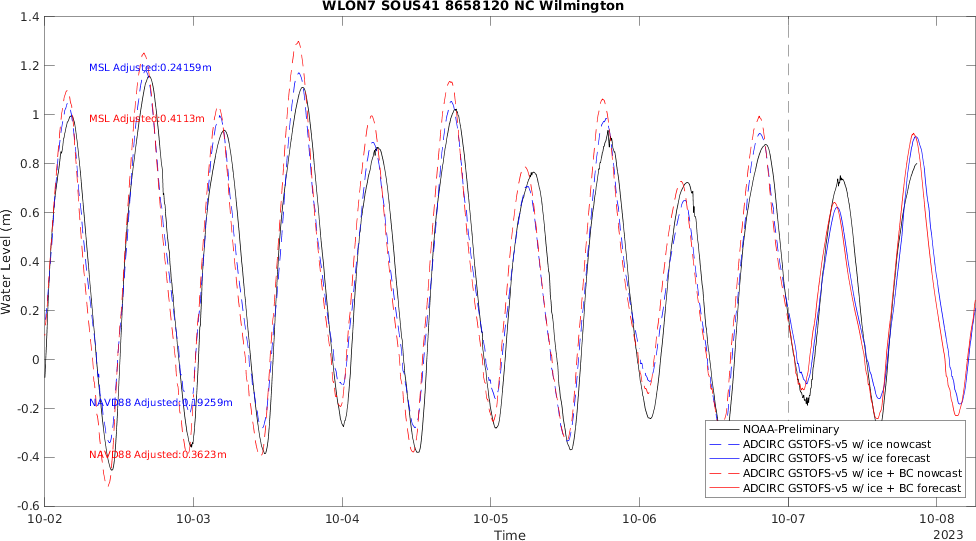 WLON7 SOUS41 8658120 NC Wilmington
1.4
1.2
1
0.8
0.6
0.4
0.2
0
-0.2
-0.4
-0.6
Water Level (m)
MSL Adjusted:0.24159m
MSL Adjusted:0.4113m
NAVD88 Adjusted:0.19259m
NAVD88 Adjusted:0.3623m
NOAA-Preliminary
ADCIRC GSTOFS-v5 w/ ice nowcast
ADCIRC GSTOFS-v5 w/ ice forecast
ADCIRC GSTOFS-v5 w/ ice + BC nowcast
ADCIRC GSTOFS-v5 w/ ice + BC forecast
10-02 10-03 10-04 10-05 10-06 10-07 10-08
Time
2023